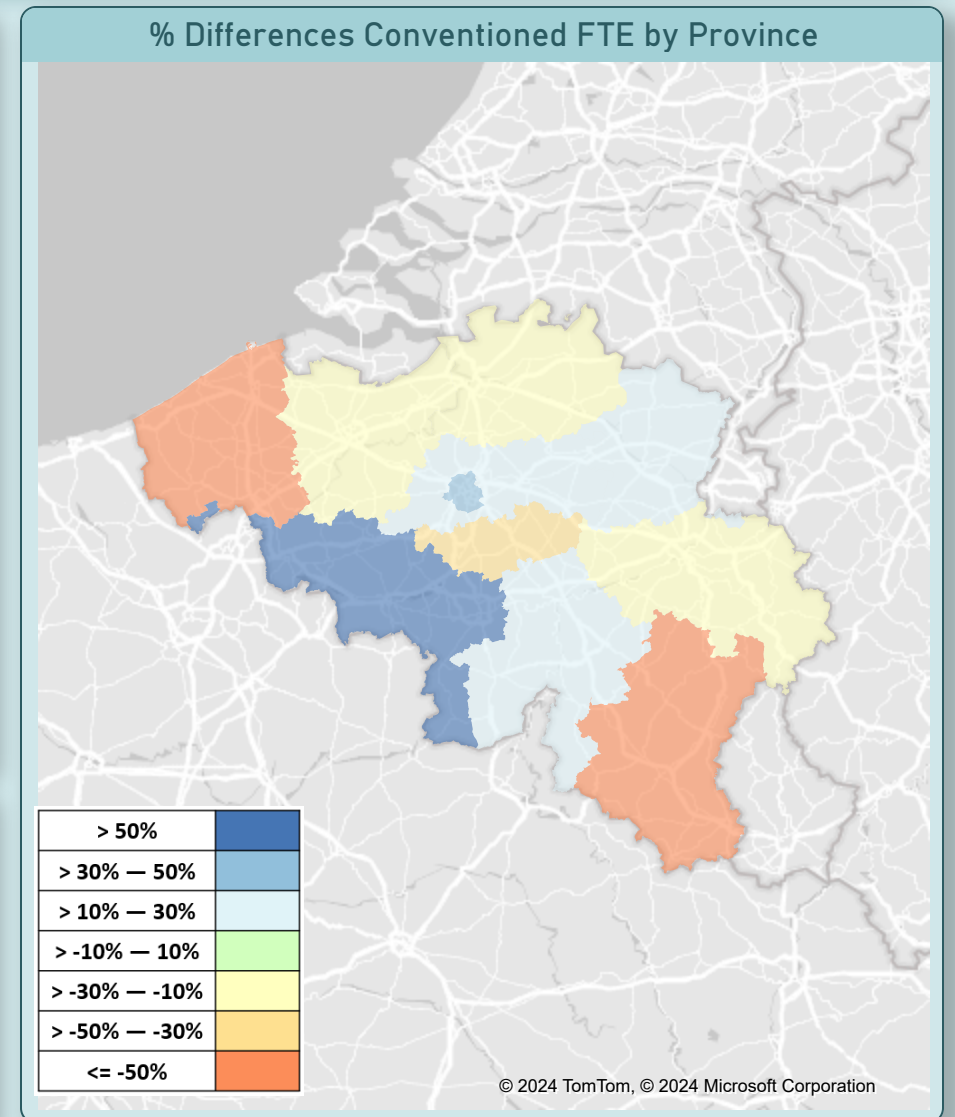 % Differences Conventioned FTE by Province
> 50%
> 30% — 50%
> 10% — 30%
> -10% — 10%
> -30% — -10%
> -50% — -30%
<= -50%
© 2024 TomTom, © 2024 Microsoft Corporation